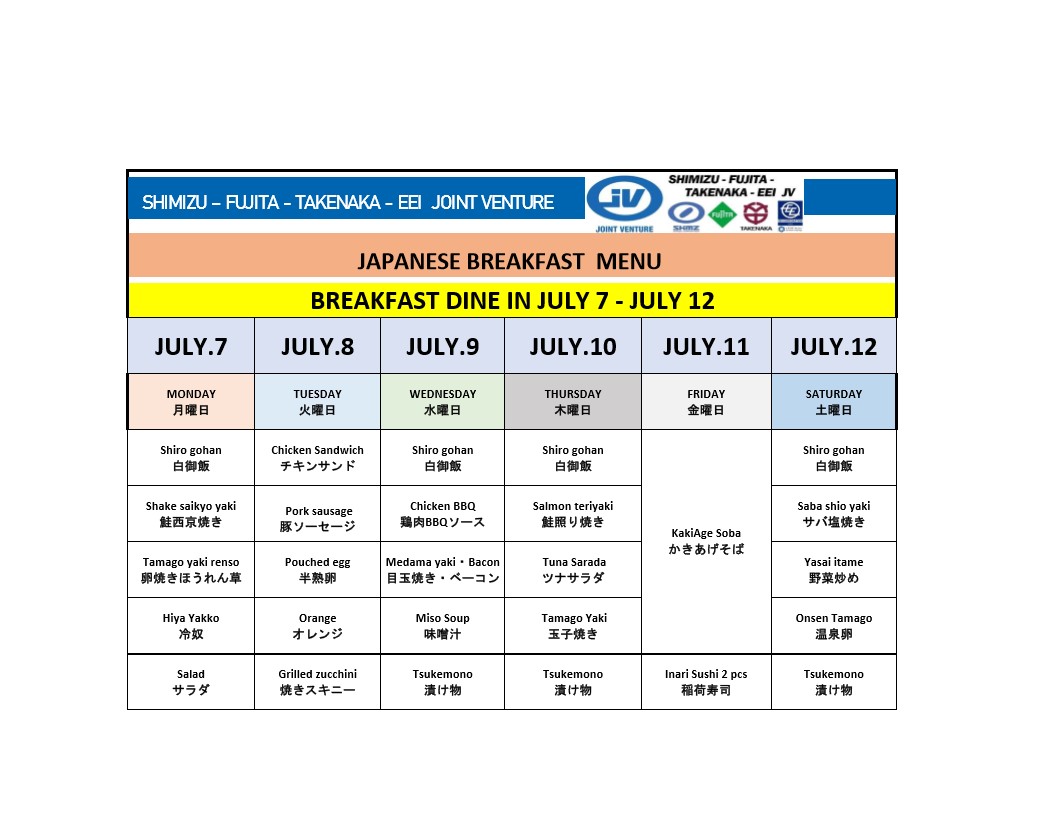 SHIMIZU – FUJITA - TAKENAKA – EEI JOINT VENTURE
JV
JOINT VENTURE
SHIMIZU - FUJITA -
TAKENAKA - EEI JV
SHIMZ
FUJITA
TAKENAKA
EEI
JAPANESE BREAKFAST MENU
BREAKFAST DINE IN JULY 7 - JULY 12
JULY.7
JULY.8
JULY.9
JULY.10
JULY.11
JULY.12
MONDAY
月曜日
TUESDAY
火曜日
WEDNESDAY
水曜日
THURSDAY
木曜日
FRIDAY
金曜日
SATURDAY
土曜日
Shiro gohan
白御飯
Chicken Sandwich
チキンサンド
Shiro gohan
白御飯
Shiro gohan
白御飯
Shiro gohan
白御飯
Shake saikyo yaki
鮭西京焼き
Pork sausage
豚ソーセージ
Chicken BBQ
鶏肉BBQソース
Salmon teriyaki
鮭照り焼き
KakiAge Soba
かきあげそば
Saba shio yaki
サバ塩焼き
Tamago yaki renso
卵焼きほうれん草
Pouched egg
半熟卵
Medama yaki・Bacon
目玉焼き・ベーコン
Tuna Sarada
ツナサラダ
Yasai itame
野菜炒め
Hiya Yakko
冷奴
Orange
オレンジ
Miso Soup
味噌汁
Tamago Yaki
玉子焼き
Onsen Tamago
温泉卵
Salad
サラダ
Grilled zucchini
焼きスキニー
Tsukemono
漬け物
Tsukemono
漬け物
Inari Sushi 2 pcs
稲荷寿司
Tsukemono
漬け物